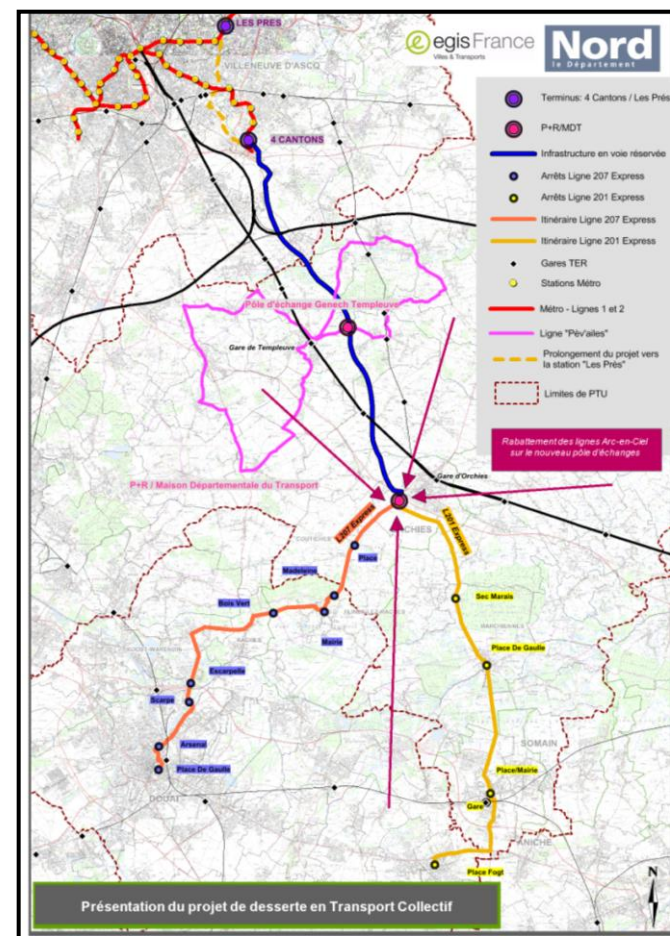 LES PRES
egis France
Villes & Transports
Nord
le Département
VILLENEUVE D'ASCQ
4 CANTONS
Terminus: 4 Cantons / Les Prés
P+R/MDT
Infrastructure en voie réservée
Arrêts Ligne 207 Express
Arrêts Ligne 201 Express
Itinéraire Ligne 207 Express
Itinéraire Ligne 201 Express
Gares TER
Stations Métro
Métro - Lignes 1 et 2
Ligne "Pév'ailes"
Prolongement du projet vers
la station "Les Prés"
Limites de PTU
Rabattement des lignes Arc-en-Ciel
sur le nouveau pôle d'échanges
Pôle d'échange Genech Templeuve
Gare de Templeuve
Gare d'Orchies
P+R / Maison Départementale du Transport
L207 Express
L201 Express
Place
Madeleine
Bois Vert
Mairie
Sec Marais
Place De Gaulle
Escarpelle
Scarpe
Arsenal
Place De Gaulle
DOUAI
SOMAIN
Place/Mairie
Gare
ANICHE
Place Fogt
N
Présentation du projet de desserte en Transport Collectif